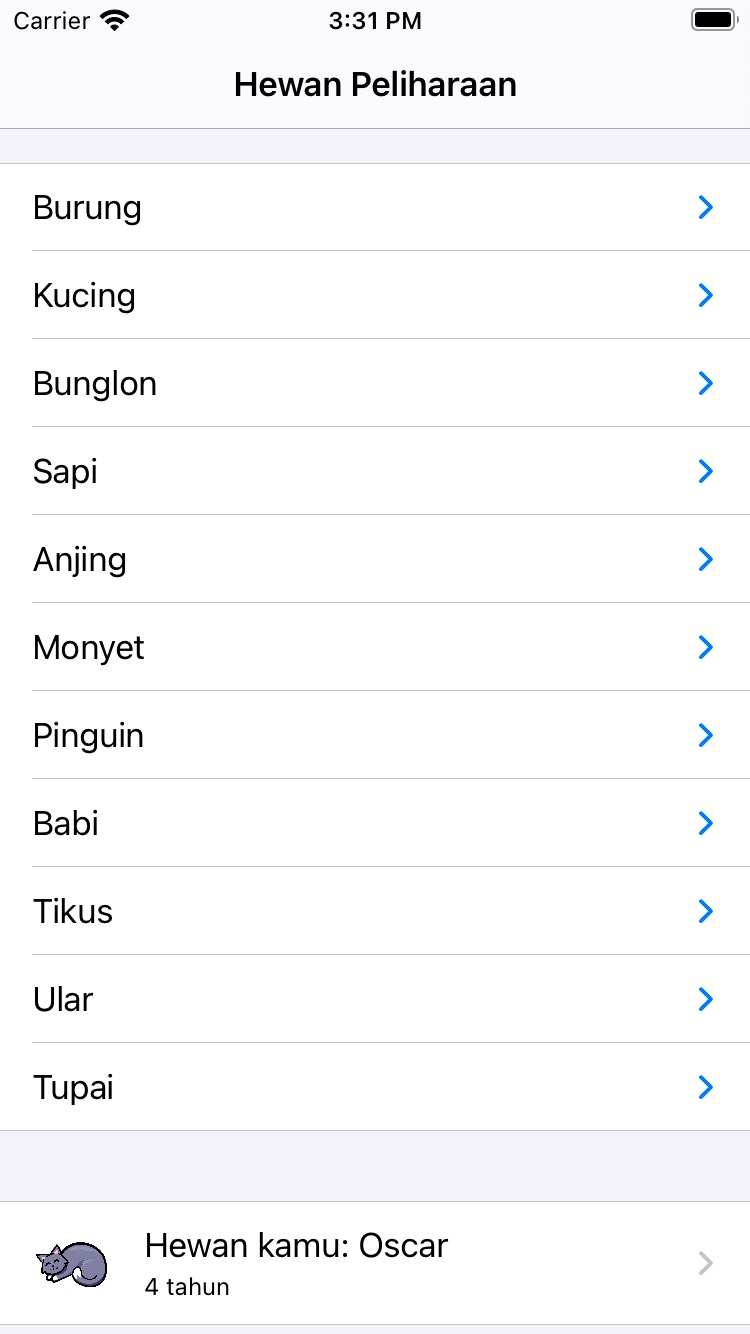 Carrier
3:31 PM
Hewan Peliharaan
Burung
Kucing
Bunglon
Sapi
Anjing
Monyet
Pinguin
Babi
Tikus
Ular
Tupai
Hewan kamu: Oscar
4 tahun